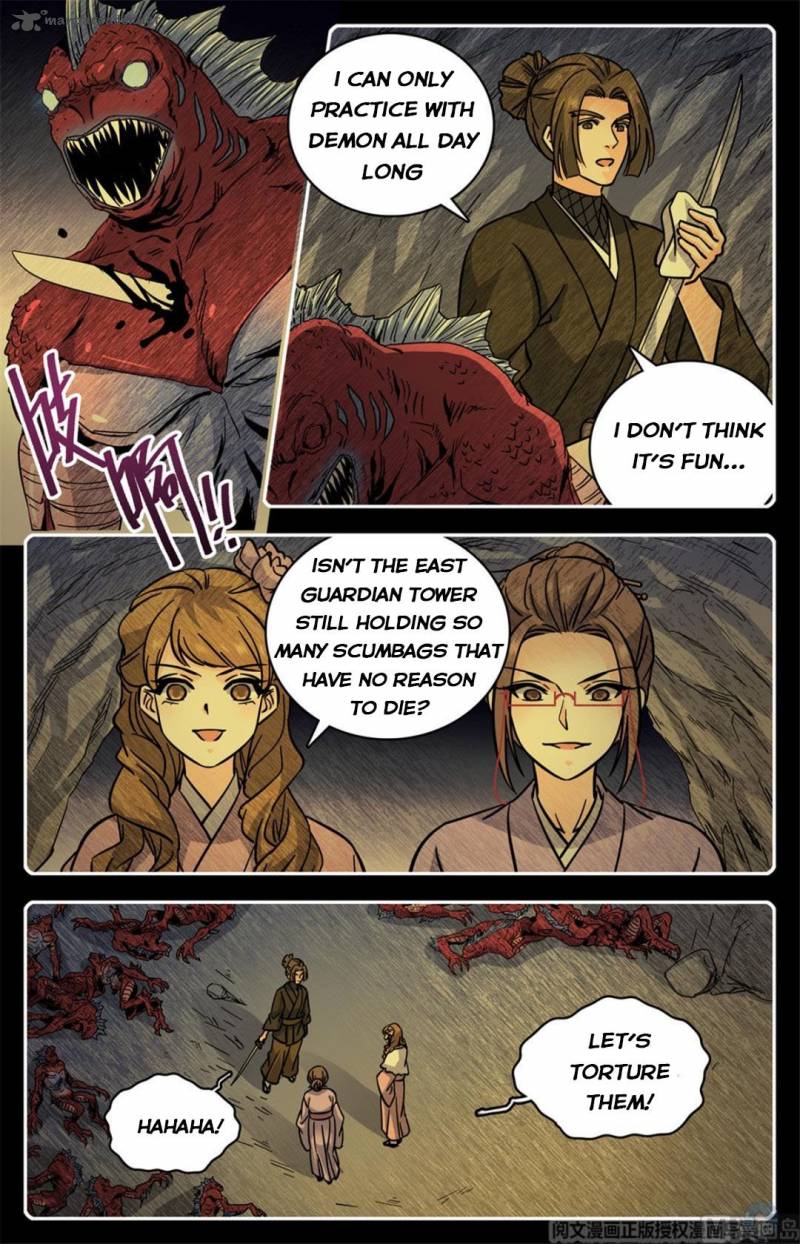 I CAN ONLY
PRACTICE WITH
DEMON ALL DAY
LONG
I DON'T THINK
IT'S FUN...
ISN'T THE EAST
GUARDIAN TOWER
STILL HOLDING SO
MANY SCUMBAGS THAT
HAVE NO REASON
TO DIE?
HAHAHA!
LET'S
TORTURE
THEM!
阅文漫画正版授权漫画